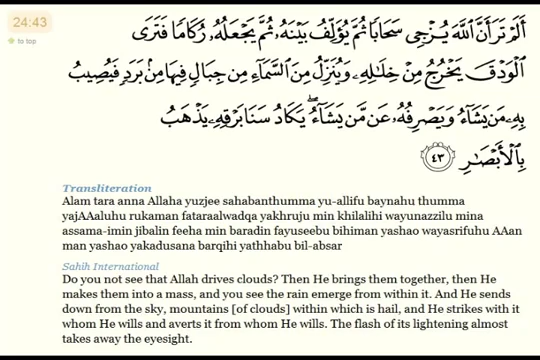 24:43
to top
أَلَمْ تَرَ أَنَّ ٱللَّهَ يُزْجِى سَحَابًا ثُمَّ يُؤَلِّفُ بَيْنَهُۥ ثُمَّ يَجْعَلُهُۥ رُكَامًا فَتَرَى
ٱلْوَدْقَ يَخْرُجُ مِنْ خِلَـٰلِهِۦ وَيُنَزِّلُ مِنَ ٱلسَّمَآءِ مِن جِبَالٍ فِيهَا مِنۢ بَرَدٍ فَيُصِيبُ
بِهِۦ مَن يَشَآءُ وَيَصْرِفُهُۥ عَن مَّن يَشَآءُ ۖ يَكَادُ سَنَا بَرْقِهِۦ يَذْهَبُ
بِٱلْأَبْصَـٰرِ ٤٣
Transliteration
Alam tara anna Allaha yuzjee sahabanthumma yu-allifu baynahu thumma
yajAAaluhu rukaman fataraalwadqa yakhruju min khilalihi wayunazzilu mina
assama-imin jibalin feeha min baradin fayuseebu bihiman yashao wayasrifuhu AAan
man yashao yakadusana barqihi yathhabu bil-absar
Sahih International
Do you not see that Allah drives clouds? Then He brings them together, then He
makes them into a mass, and you see the rain emerge from within it. And He sends
down from the sky, mountains [of clouds] within which is hail, and He strikes with it
whom He wills and averts it from whom He wills. The flash of its lightening almost
takes away the eyesight.